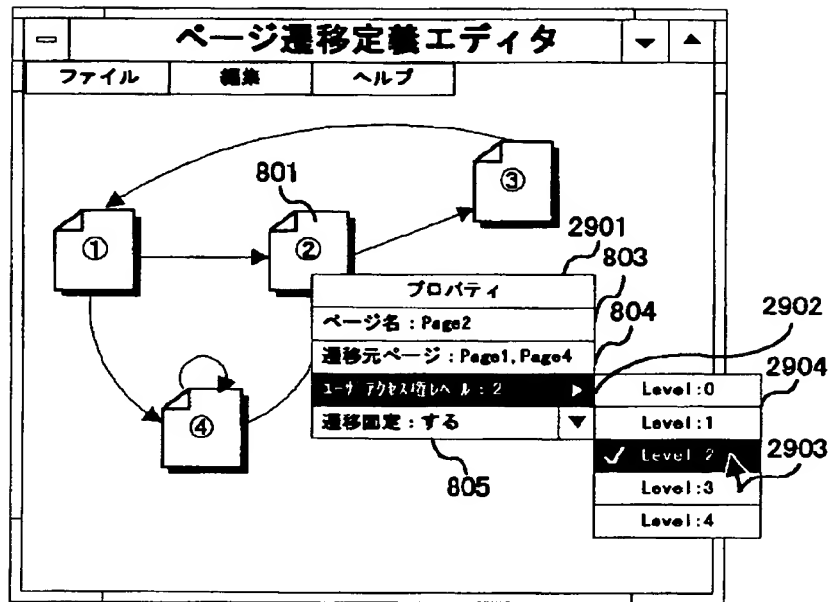 ページ遷移定義エディタ
ファイル 編集 ヘルプ
801
③
①
②
2901
803
804
2902
2904
2903
プロパティ
ページ名：Page2
遷移元ページ：Page1,Page4
ユーザ アクセス権レベル：2
遷移固定：する
805
④
Level:0
Level:1
Level:2
Level:3
Level:4